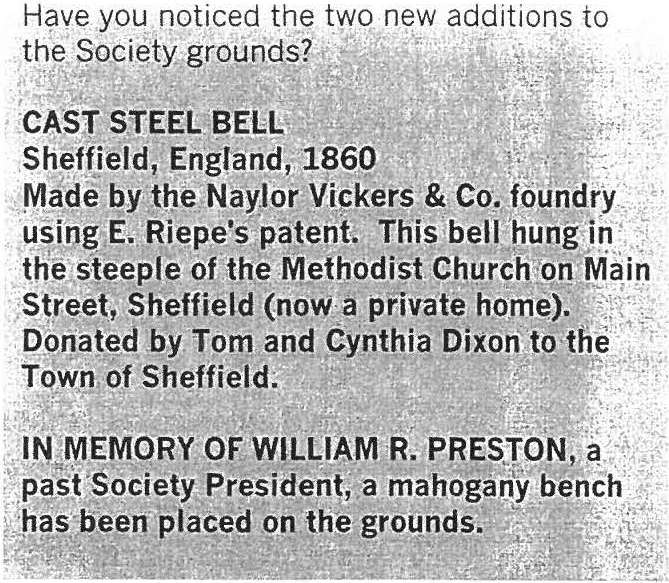 Have you noticed the two new additions to
the Society grounds?
CAST STEEL BELL
Sheffield, England, 1860
Made by the Naylor Vickers & Co. foundry
using E. Riepe's patent.  This bell hung in
the steeple of the Methodist Church on Main
Street, Sheffield (now a private home).
Donated by Tom and Cynthia Dixon to the
Town of Sheffield.
IN MEMORY OF WILLIAM R. PRESTON, a
past Society President, a mahogany bench
has been placed on the grounds.